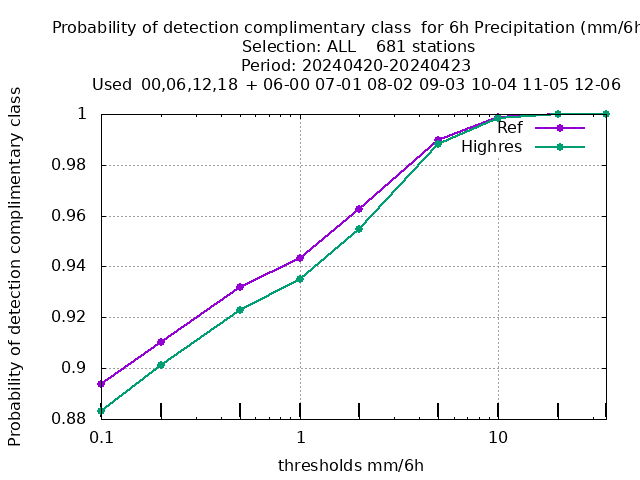 Probability of detection complimentary class  for 6h Precipitation (mm/6h
Selection: ALL    681 stations
Period: 20240420-20240423
Used  00,06,12,18  + 06-00 07-01 08-02 09-03 10-04 11-05 12-06
Probability of detection complimentary class
1
0.98
0.96
0.94
0.92
0.9
0.88
Ref
Highres
0.1
1
10
thresholds mm/6h